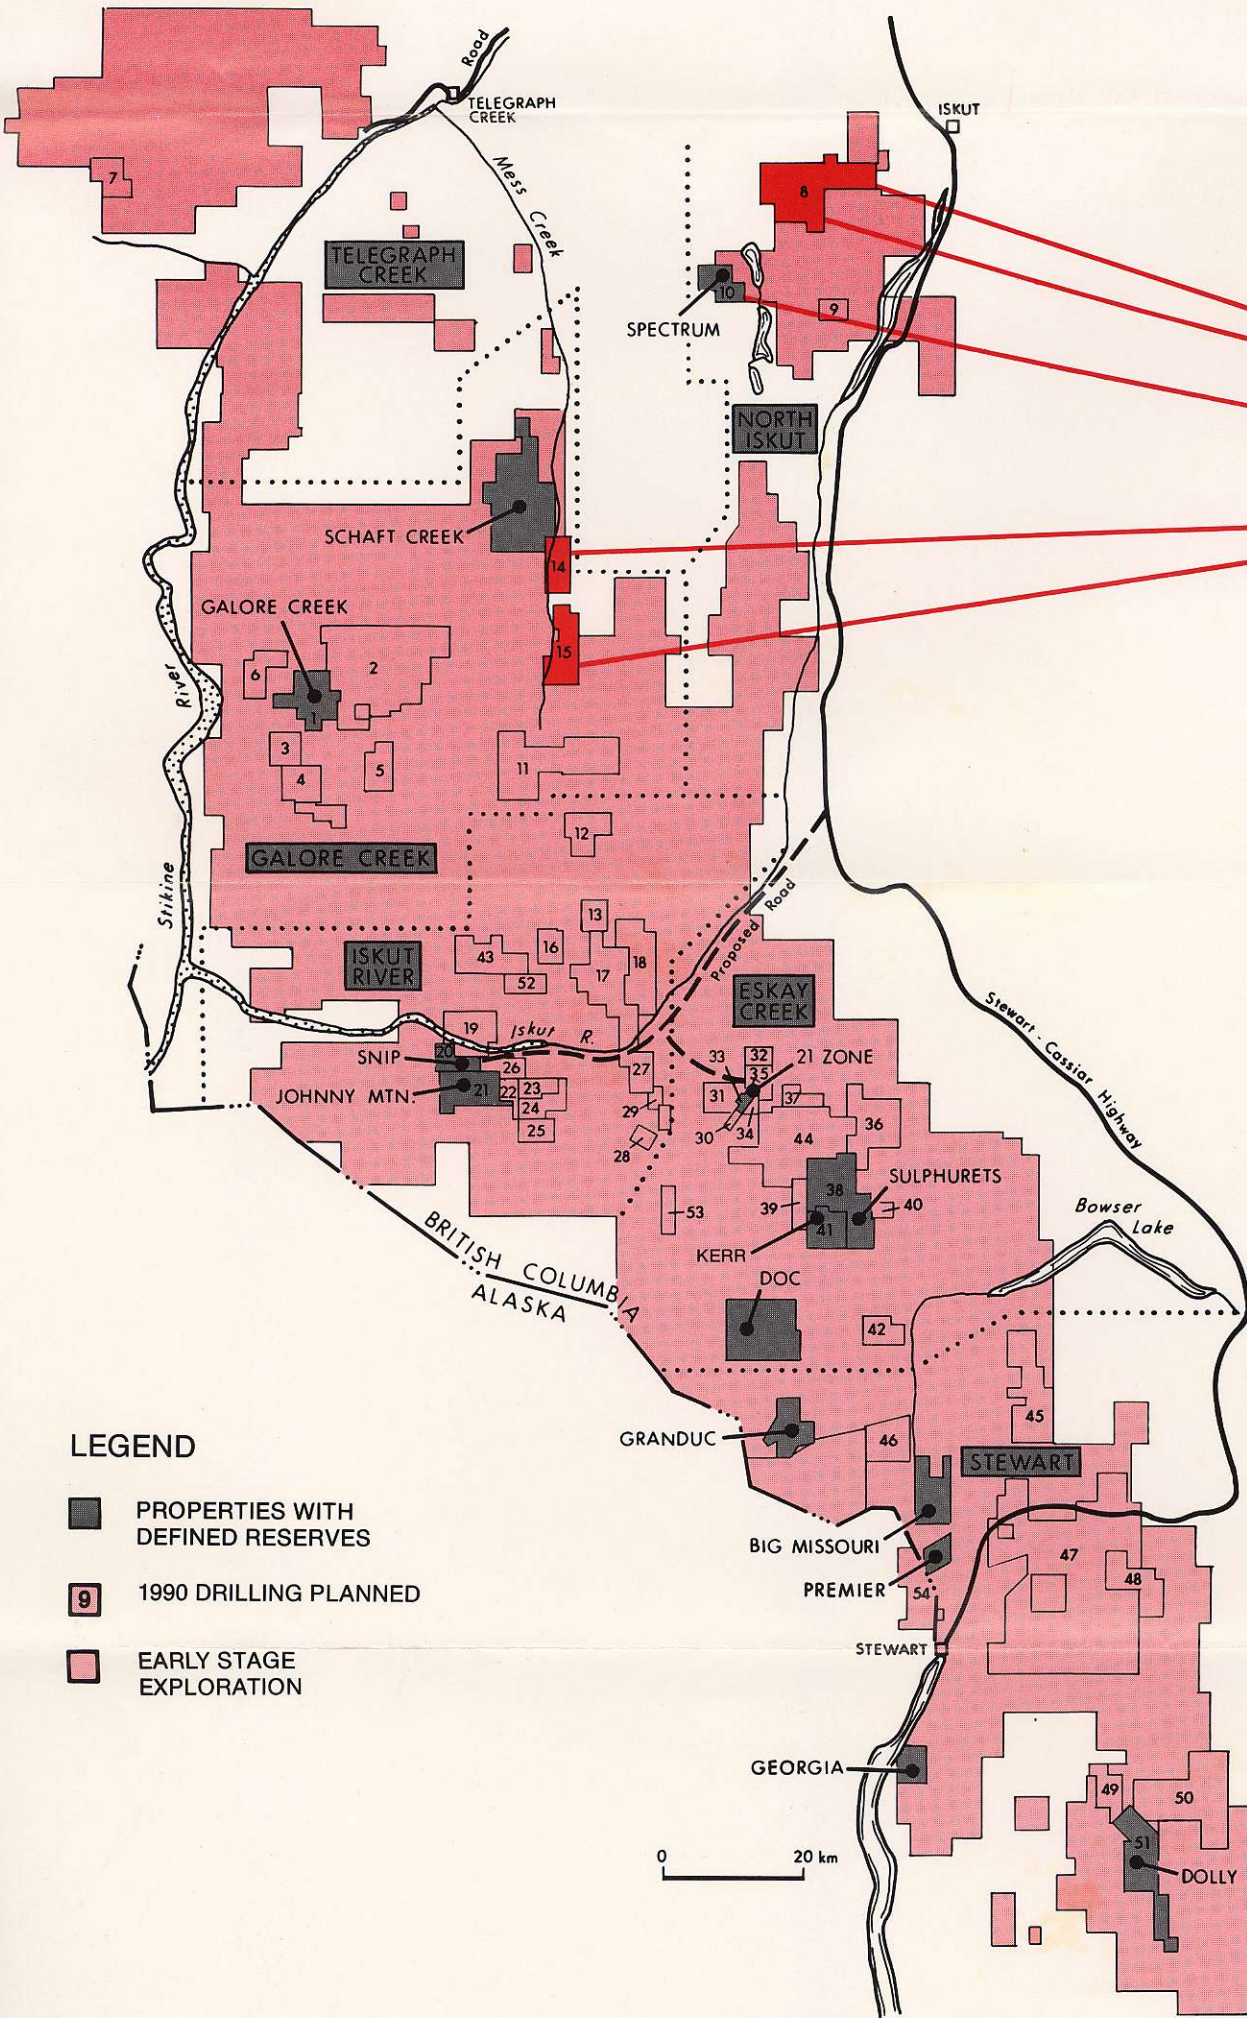 Road
TELEGRAPH
CREEK
ISKUT
Mess Creek
7
8
TELEGRAPH
CREEK
10
SPECTRUM
9
NORTH
ISKUT
SCHAFT CREEK
14
GALORE CREEK
15
6
2
River
1
3
4
5
11
12
GALORE CREEK
Stikine
13
Proposed Road
ISKUT
RIVER
43
16
17
18
52
ESKAY
CREEK
Stewart - Cassiar Highway
19
Iskut R.
SNIP
20
26
27
33
32
35
21 ZONE
JOHNNY MTN.
21
22
23
24
25
29
28
31
30
34
37
44
36
38
SULPHURETS
53
39
40
41
KERR
Bowser
Lake
BRITISH COLUMBIA
ALASKA
DOC
42
45
GRANDUC
46
STEWART
LEGEND
PROPERTIES WITH
DEFINED RESERVES
BIG MISSOURI
47
48
PREMIER
54
9
1990 DRILLING PLANNED
STEWART
EARLY STAGE
EXPLORATION
GEORGIA
49
50
51
DOLLY
0
20 km